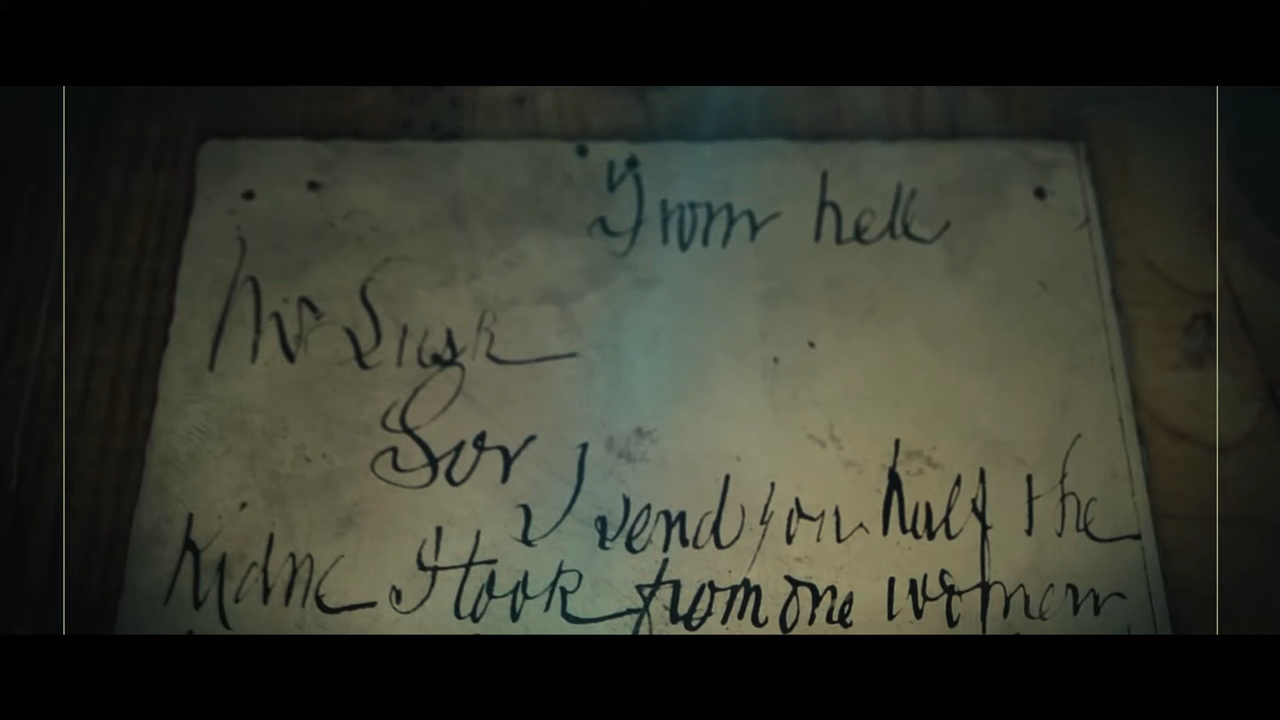 From hell
Mr Lusk
Sor
I send you half the
Kidne I took from one women